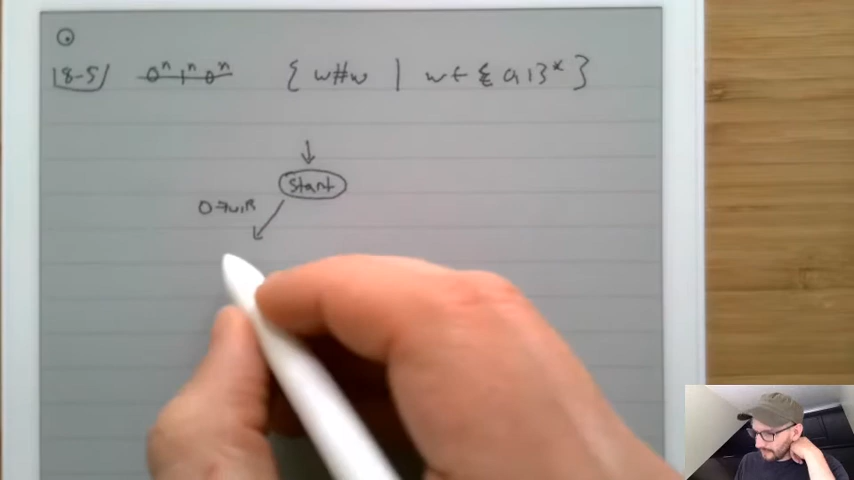 18-5/ 0ⁿ1ⁿ0ⁿ { w#w | w ∈ {0,1}* }
Start
0→␣,R